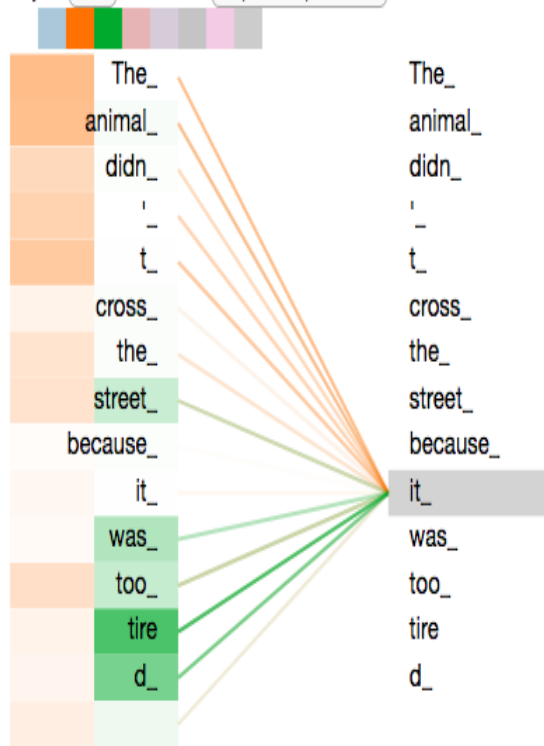 The_ The_
animal_ animal_
didn_ didn_
'_ '_
t_ t_
cross_ cross_
the_ the_
street_ street_
because_ because_
it_ it_
was_ was_
too_ too_
tire tire
d_ d_